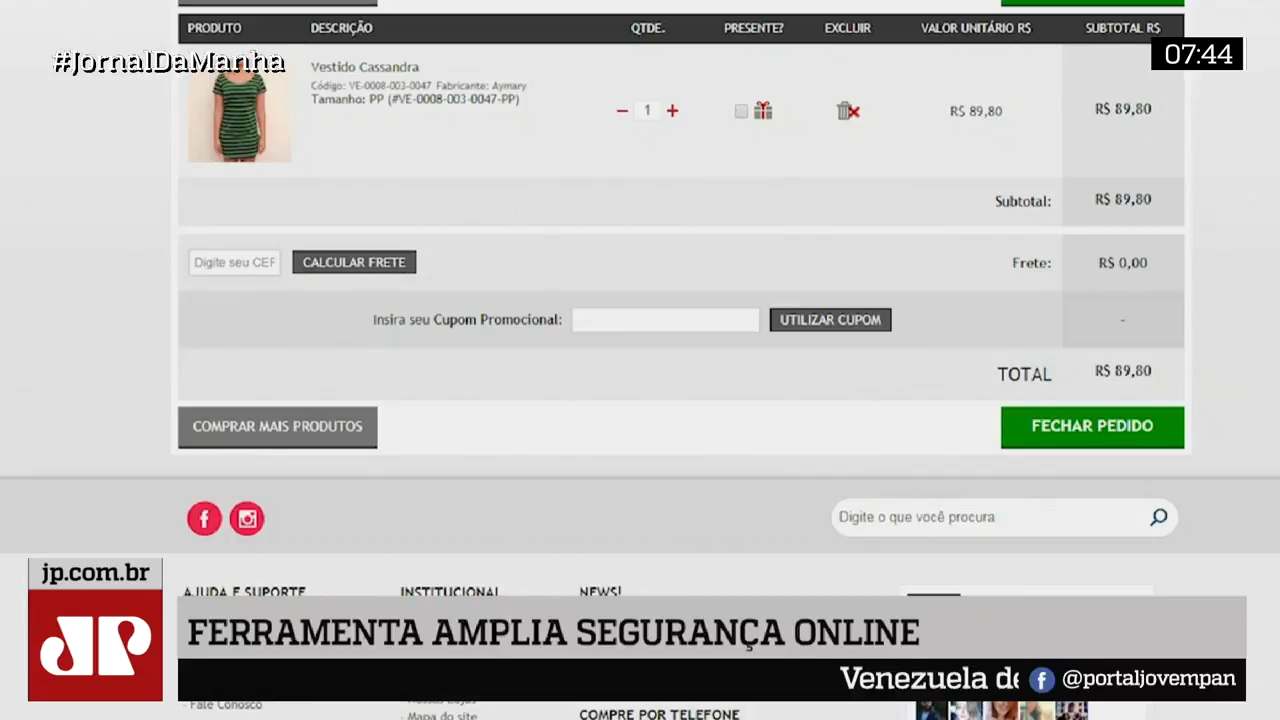 PRODUTO DESCRIÇÃO QTDE. PRESENTE? EXCLUIR VALOR UNITÁRIO R$ SUBTOTAL R$
#JornalDaManha
07:44
Vestido Cassandra
Código: VE-0008-003-0047 Fabricante: Aymary
Tamanho: PP (#VE-0008-003-0047-PP)
1
R$ 89,80
R$ 89,80
Subtotal: R$ 89,80
Digite seu CEP CALCULAR FRETE Frete: R$ 0,00
Insira seu Cupom Promocional: UTILIZAR CUPOM -
TOTAL R$ 89,80
COMPRAR MAIS PRODUTOS FECHAR PEDIDO
Digite o que você procura
jp.com.br
AJUDA E SUPORTE INSTITUCIONAL NEWS!
JP
FERRAMENTA AMPLIA SEGURANÇA ONLINE
Venezuela de @portaljovempan
- Fale Conosco
- Mapa do site
COMPRE POR TELEFONE